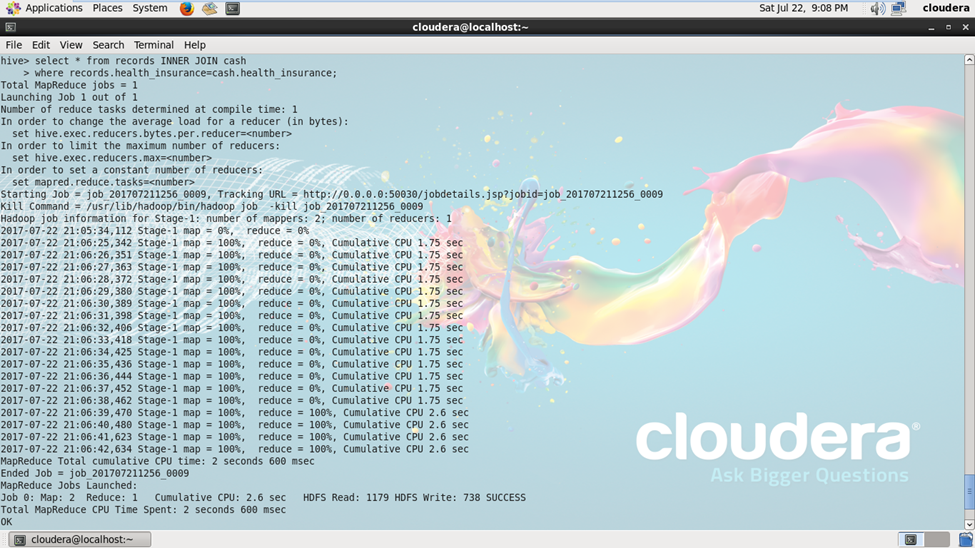 Applications Places System Sat Jul 22, 9:08 PM cloudera
cloudera@localhost:~
File Edit View Search Terminal Help
hive> select * from records INNER JOIN cash
    > where records.health_insurance=cash.health_insurance;
Total MapReduce jobs = 1
Launching Job 1 out of 1
Number of reduce tasks determined at compile time: 1
In order to change the average load for a reducer (in bytes):
  set hive.exec.reducers.bytes.per.reducer=<number>
In order to limit the maximum number of reducers:
  set hive.exec.reducers.max=<number>
In order to set a constant number of reducers:
  set mapred.reduce.tasks=<number>
Starting Job = job_201707211256_0009, Tracking URL = http://0.0.0.0:50030/jobdetails.jsp?jobid=job_201707211256_0009
Kill Command = /usr/lib/hadoop/bin/hadoop job  -kill job_201707211256_0009
Hadoop job information for Stage-1: number of mappers: 2; number of reducers: 1
2017-07-22 21:05:34,112 Stage-1 map = 0%,  reduce = 0%
2017-07-22 21:06:25,342 Stage-1 map = 100%,  reduce = 0%, Cumulative CPU 1.75 sec
2017-07-22 21:06:26,351 Stage-1 map = 100%,  reduce = 0%, Cumulative CPU 1.75 sec
2017-07-22 21:06:27,363 Stage-1 map = 100%,  reduce = 0%, Cumulative CPU 1.75 sec
2017-07-22 21:06:28,372 Stage-1 map = 100%,  reduce = 0%, Cumulative CPU 1.75 sec
2017-07-22 21:06:29,380 Stage-1 map = 100%,  reduce = 0%, Cumulative CPU 1.75 sec
2017-07-22 21:06:30,389 Stage-1 map = 100%,  reduce = 0%, Cumulative CPU 1.75 sec
2017-07-22 21:06:31,398 Stage-1 map = 100%,  reduce = 0%, Cumulative CPU 1.75 sec
2017-07-22 21:06:32,406 Stage-1 map = 100%,  reduce = 0%, Cumulative CPU 1.75 sec
2017-07-22 21:06:33,418 Stage-1 map = 100%,  reduce = 0%, Cumulative CPU 1.75 sec
2017-07-22 21:06:34,425 Stage-1 map = 100%,  reduce = 0%, Cumulative CPU 1.75 sec
2017-07-22 21:06:35,436 Stage-1 map = 100%,  reduce = 0%, Cumulative CPU 1.75 sec
2017-07-22 21:06:36,444 Stage-1 map = 100%,  reduce = 0%, Cumulative CPU 1.75 sec
2017-07-22 21:06:37,452 Stage-1 map = 100%,  reduce = 0%, Cumulative CPU 1.75 sec
2017-07-22 21:06:38,462 Stage-1 map = 100%,  reduce = 0%, Cumulative CPU 1.75 sec
2017-07-22 21:06:39,470 Stage-1 map = 100%,  reduce = 100%, Cumulative CPU 2.6 sec
2017-07-22 21:06:40,480 Stage-1 map = 100%,  reduce = 100%, Cumulative CPU 2.6 sec
2017-07-22 21:06:41,623 Stage-1 map = 100%,  reduce = 100%, Cumulative CPU 2.6 sec
2017-07-22 21:06:42,634 Stage-1 map = 100%,  reduce = 100%, Cumulative CPU 2.6 sec
MapReduce Total cumulative CPU time: 2 seconds 600 msec
Ended Job = job_201707211256_0009
MapReduce Jobs Launched:
Job 0: Map: 2  Reduce: 1   Cumulative CPU: 2.6 sec   HDFS Read: 1179 HDFS Write: 738 SUCCESS
Total MapReduce CPU Time Spent: 2 seconds 600 msec
OK
cloudera®
Ask Bigger Questions
cloudera@localhost:~